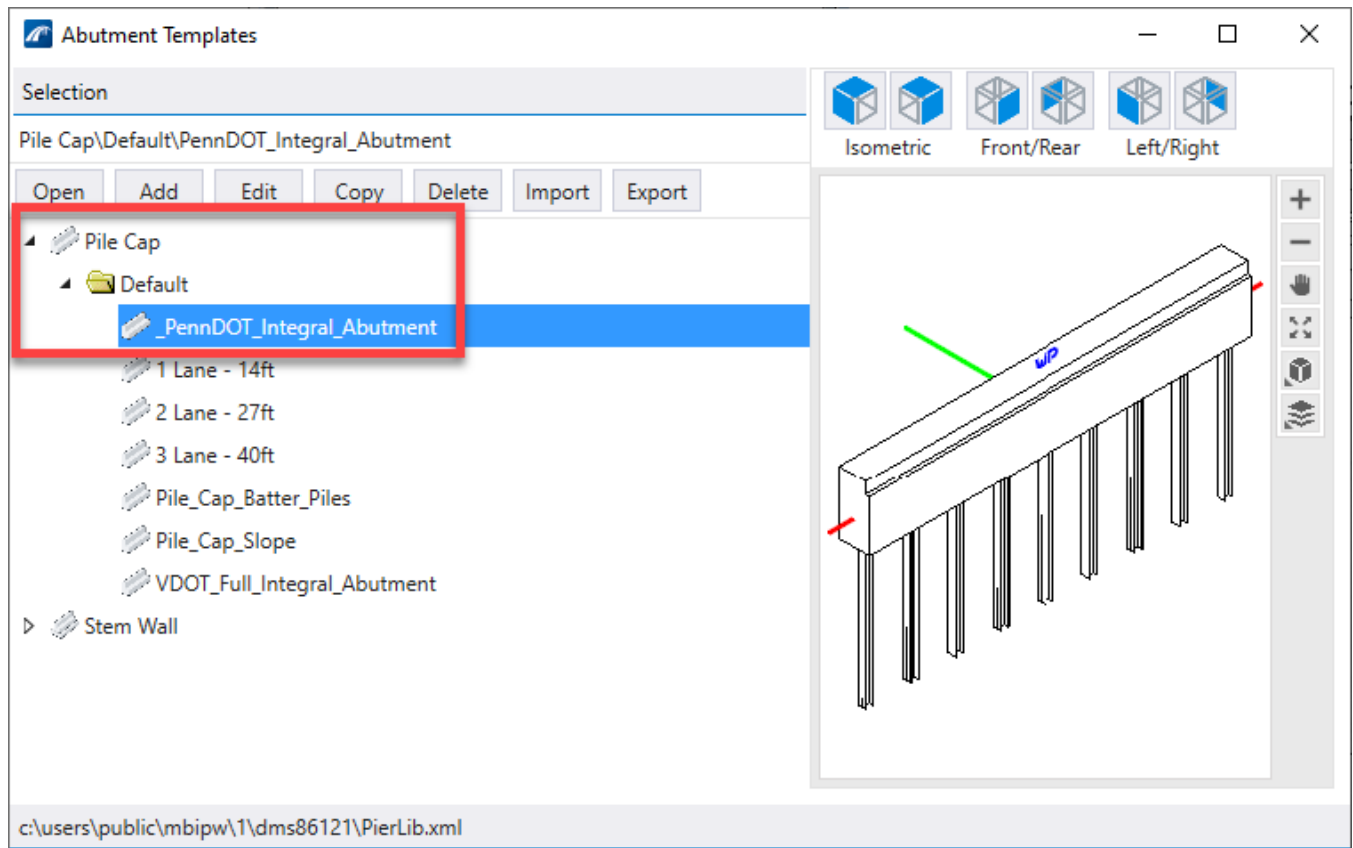 Abutment Templates
Selection
Pile Cap\Default\PennDOT_Integral_Abutment
Isometric Front/Rear Left/Right
Open Add Edit Copy Delete Import Export
Pile Cap
Default
_PennDOT_Integral_Abutment
1 Lane - 14ft
2 Lane - 27ft
3 Lane - 40ft
Pile_Cap_Batter_Piles
Pile_Cap_Slope
VDOT_Full_Integral_Abutment
Stem Wall
WP
c:\users\public\mbipw\1\dms86121\PierLib.xml